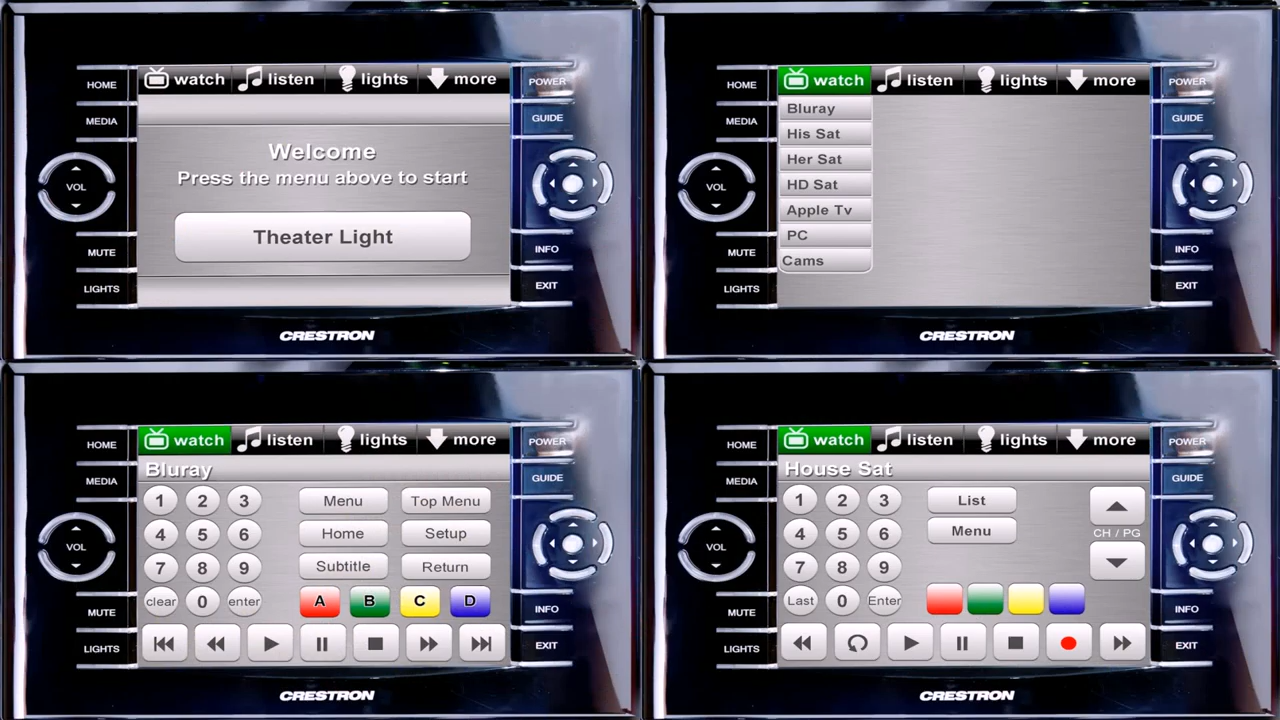 HOME
MEDIA
VOL
MUTE
LIGHTS
watch listen lights more
Welcome
Press the menu above to start
Theater Light
POWER
GUIDE
INFO
EXIT
CRESTRON
HOME
MEDIA
VOL
MUTE
LIGHTS
watch listen lights more
Bluray
His Sat
Her Sat
HD Sat
Apple Tv
PC
Cams
POWER
GUIDE
INFO
EXIT
CRESTRON
HOME
MEDIA
VOL
MUTE
LIGHTS
watch listen lights more
Bluray
1 2 3 Menu Top Menu
4 5 6 Home Setup
7 8 9 Subtitle Return
clear 0 enter A B C D
POWER
GUIDE
INFO
EXIT
CRESTRON
HOME
MEDIA
VOL
MUTE
LIGHTS
watch listen lights more
House Sat
1 2 3 List
4 5 6 Menu CH / PG
7 8 9
Last 0 Enter
POWER
GUIDE
INFO
EXIT
CRESTRON